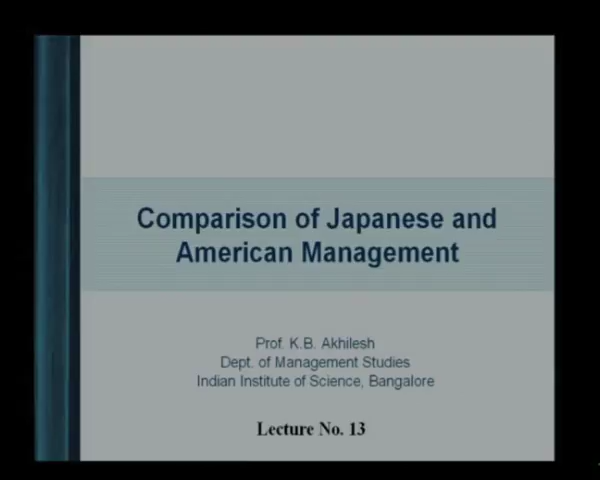 Comparison of Japanese and
American Management
Prof. K.B. Akhilesh
Dept. of Management Studies
Indian Institute of Science, Bangalore
Lecture No. 13